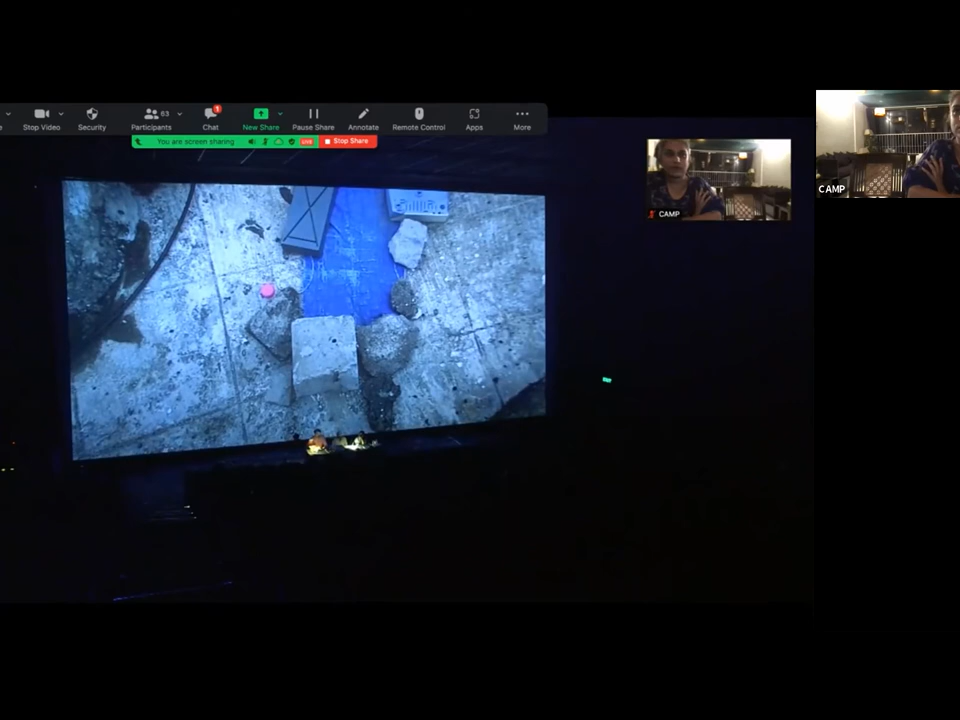 Stop Video
Security
Participants
63
Chat
1
New Share
Pause Share
Annotate
Remote Control
Apps
More
You are screen sharing
LIVE
Stop Share
CAMP
CAMP